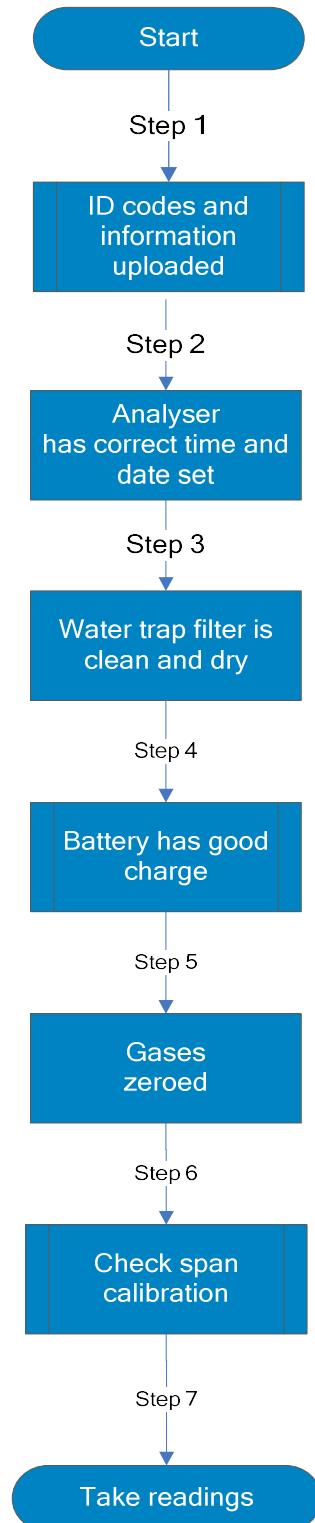 Start
Step 1
ID codes and
information
uploaded
Step 2
Analyser
has correct time and
date set
Step 3
Water trap filter is
clean and dry
Step 4
Battery has good
charge
Step 5
Gases
zeroed
Step 6
Check span
calibration
Step 7
Take readings